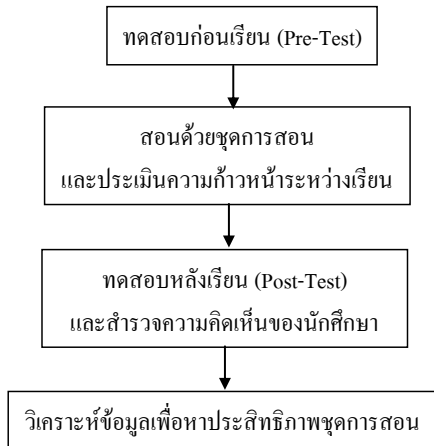 ทดสอบก่อนเรียน (Pre-Test)
สอนด้วยชุดการสอน
และประเมินความก้าวหน้าระหว่างเรียน
ทดสอบหลังเรียน (Post-Test)
และสำรวจความคิดเห็นของนักศึกษา
วิเคราะห์ข้อมูลเพื่อหาประสิทธิภาพชุดการสอน